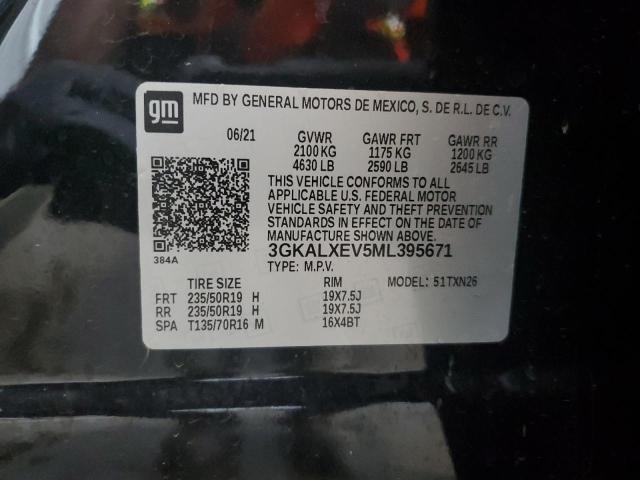 gm
MFD BY GENERAL MOTORS DE MEXICO, S. DE R.L. DE C.V.
06/21 GVWR GAWR FRT GAWR RR
2100 KG 1175 KG 1200 KG
4630 LB 2590 LB 2645 LB
THIS VEHICLE CONFORMS TO ALL
APPLICABLE U.S. FEDERAL MOTOR
VEHICLE SAFETY AND THEFT PREVENTION
STANDARDS IN EFFECT ON THE DATE OF
MANUFACTURE SHOWN ABOVE.
384A 3GKALXEV5ML395671
TYPE: M.P.V.
TIRE SIZE RIM MODEL: 51TXN26
FRT 235/50R19 H 19X7.5J
RR 235/50R19 H 19X7.5J
SPA T135/70R16 M 16X4BT